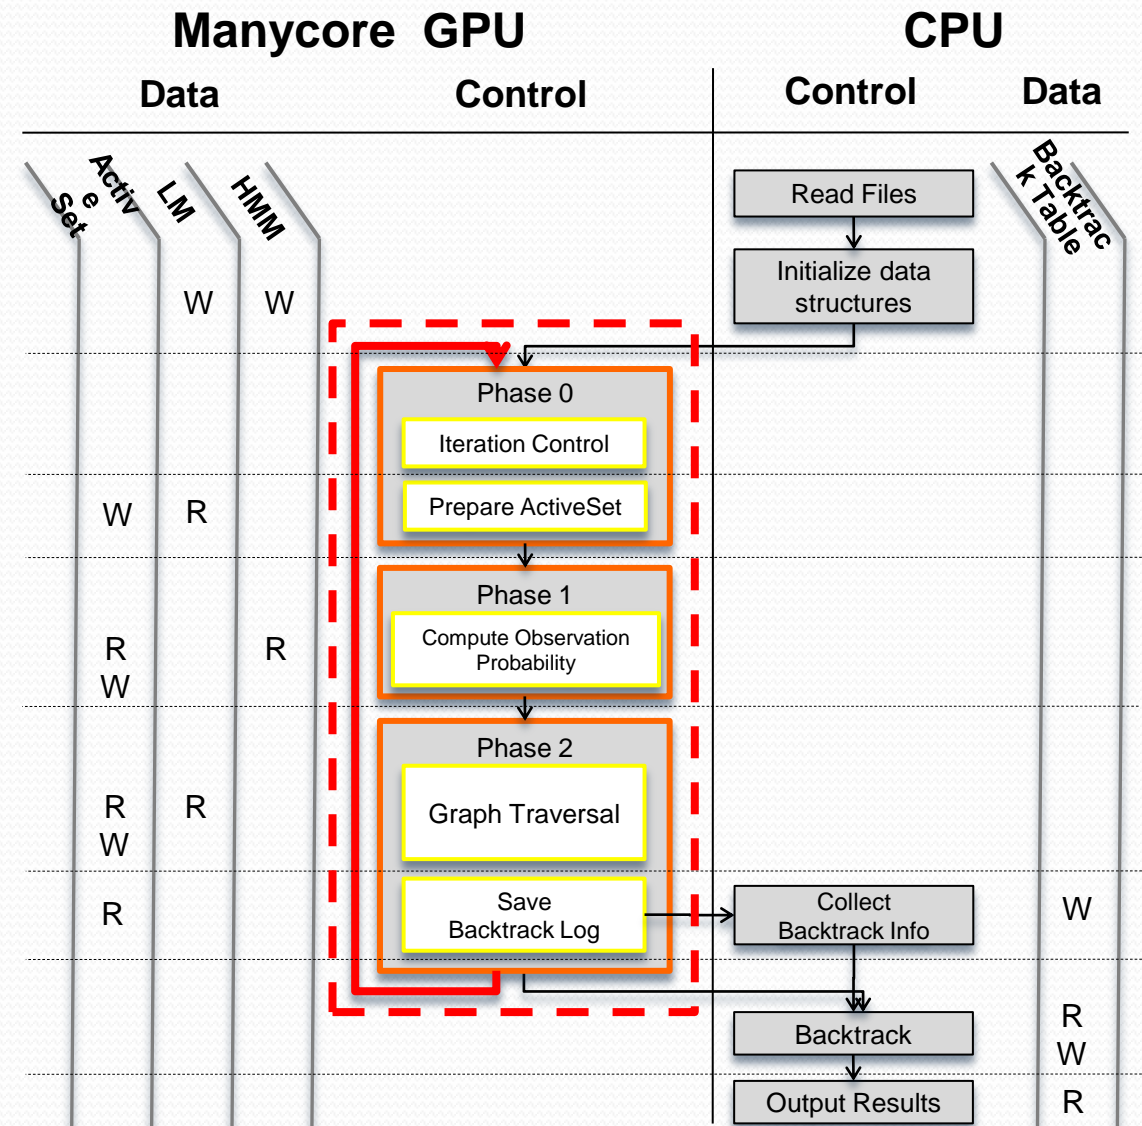 Manycore GPU
CPU
Data
Control
Control
Data
Activ
e
Set
LM
HMM
Backtrac
k Table
Read Files
Initialize data
structures
W
W
Phase 0
Iteration Control
Prepare ActiveSet
W
R
Phase 1
Compute Observation
Probability
R
W
R
Phase 2
Graph Traversal
R
W
R
Save
Backtrack Log
R
Collect
Backtrack Info
W
Backtrack
R
W
Output Results
R